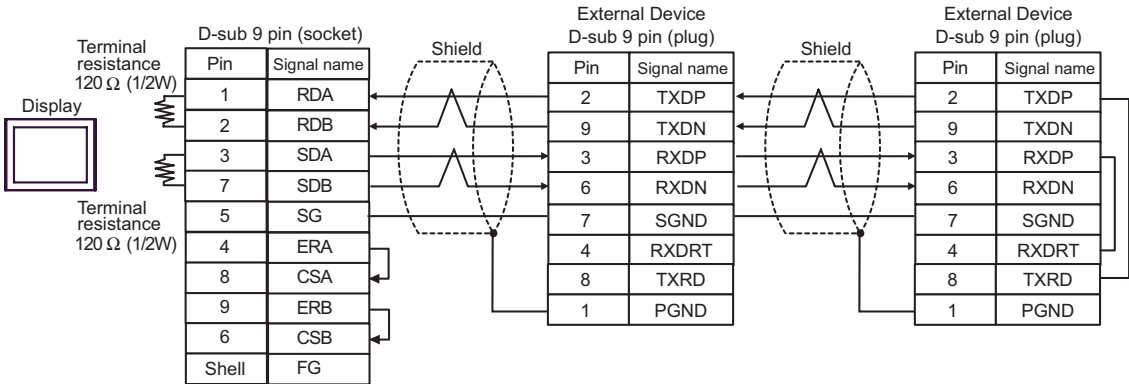 Display
Terminal
resistance
120 Ω (1/2W)
Terminal
resistance
120 Ω (1/2W)
D-sub 9 pin (socket)
Pin Signal name
1 RDA
2 RDB
3 SDA
7 SDB
5 SG
4 ERA
8 CSA
9 ERB
6 CSB
Shell FG
Shield
External Device
D-sub 9 pin (plug)
Pin Signal name
2 TXDP
9 TXDN
3 RXDP
6 RXDN
7 SGND
4 RXDRT
8 TXRD
1 PGND
Shield
External Device
D-sub 9 pin (plug)
Pin Signal name
2 TXDP
9 TXDN
3 RXDP
6 RXDN
7 SGND
4 RXDRT
8 TXRD
1 PGND